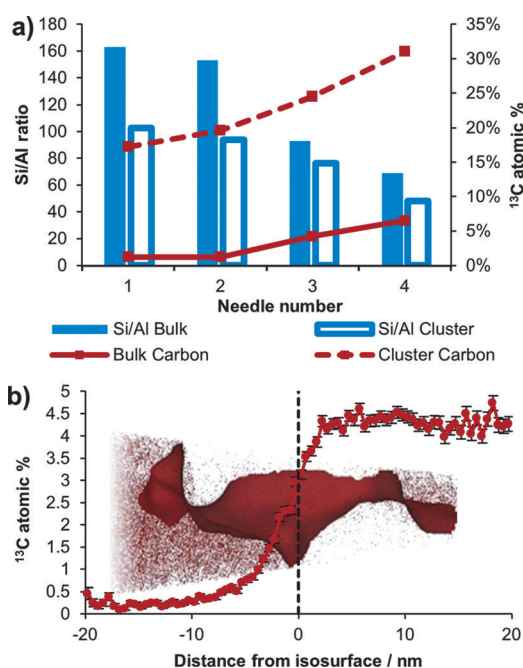 a)
180
160
140
120
100
80
60
40
20
0
Si/Al ratio
35%
30%
25%
20%
15%
10%
5%
0%
¹³C atomic %
1 2 3 4
Needle number
Si/Al Bulk Si/Al Cluster
Bulk Carbon Cluster Carbon
b)
5
4.5
4
3.5
3
2.5
2
1.5
1
0.5
0
¹³C atomic %
-20 -10 0 10 20
Distance from isosurface / nm